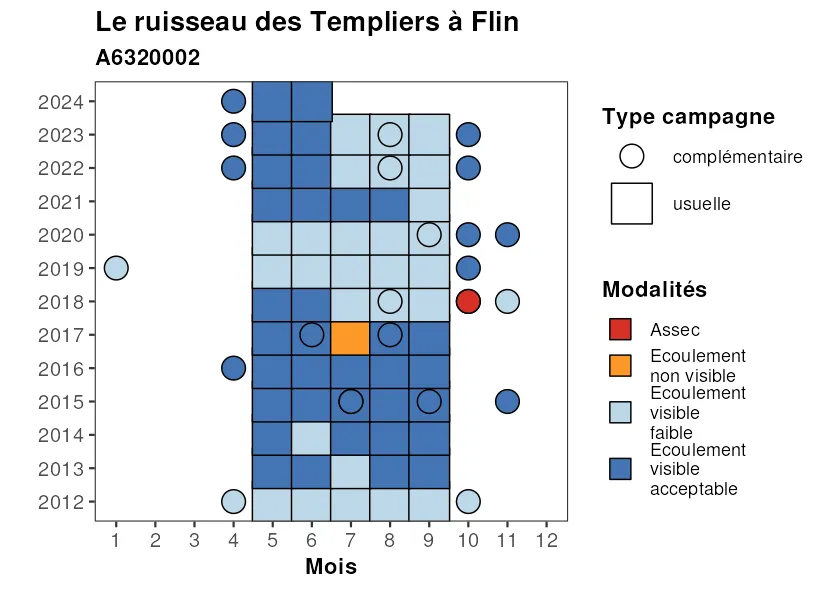 Le ruisseau des Templiers à Flin
A6320002
2024
2023
2022
2021
2020
2019
2018
2017
2016
2015
2014
2013
2012
1 2 3 4 5 6 7 8 9 10 11 12
Mois
Type campagne
complémentaire
usuelle
Modalités
Assec
Ecoulement
non visible
Ecoulement
visible
faible
Ecoulement
visible
acceptable